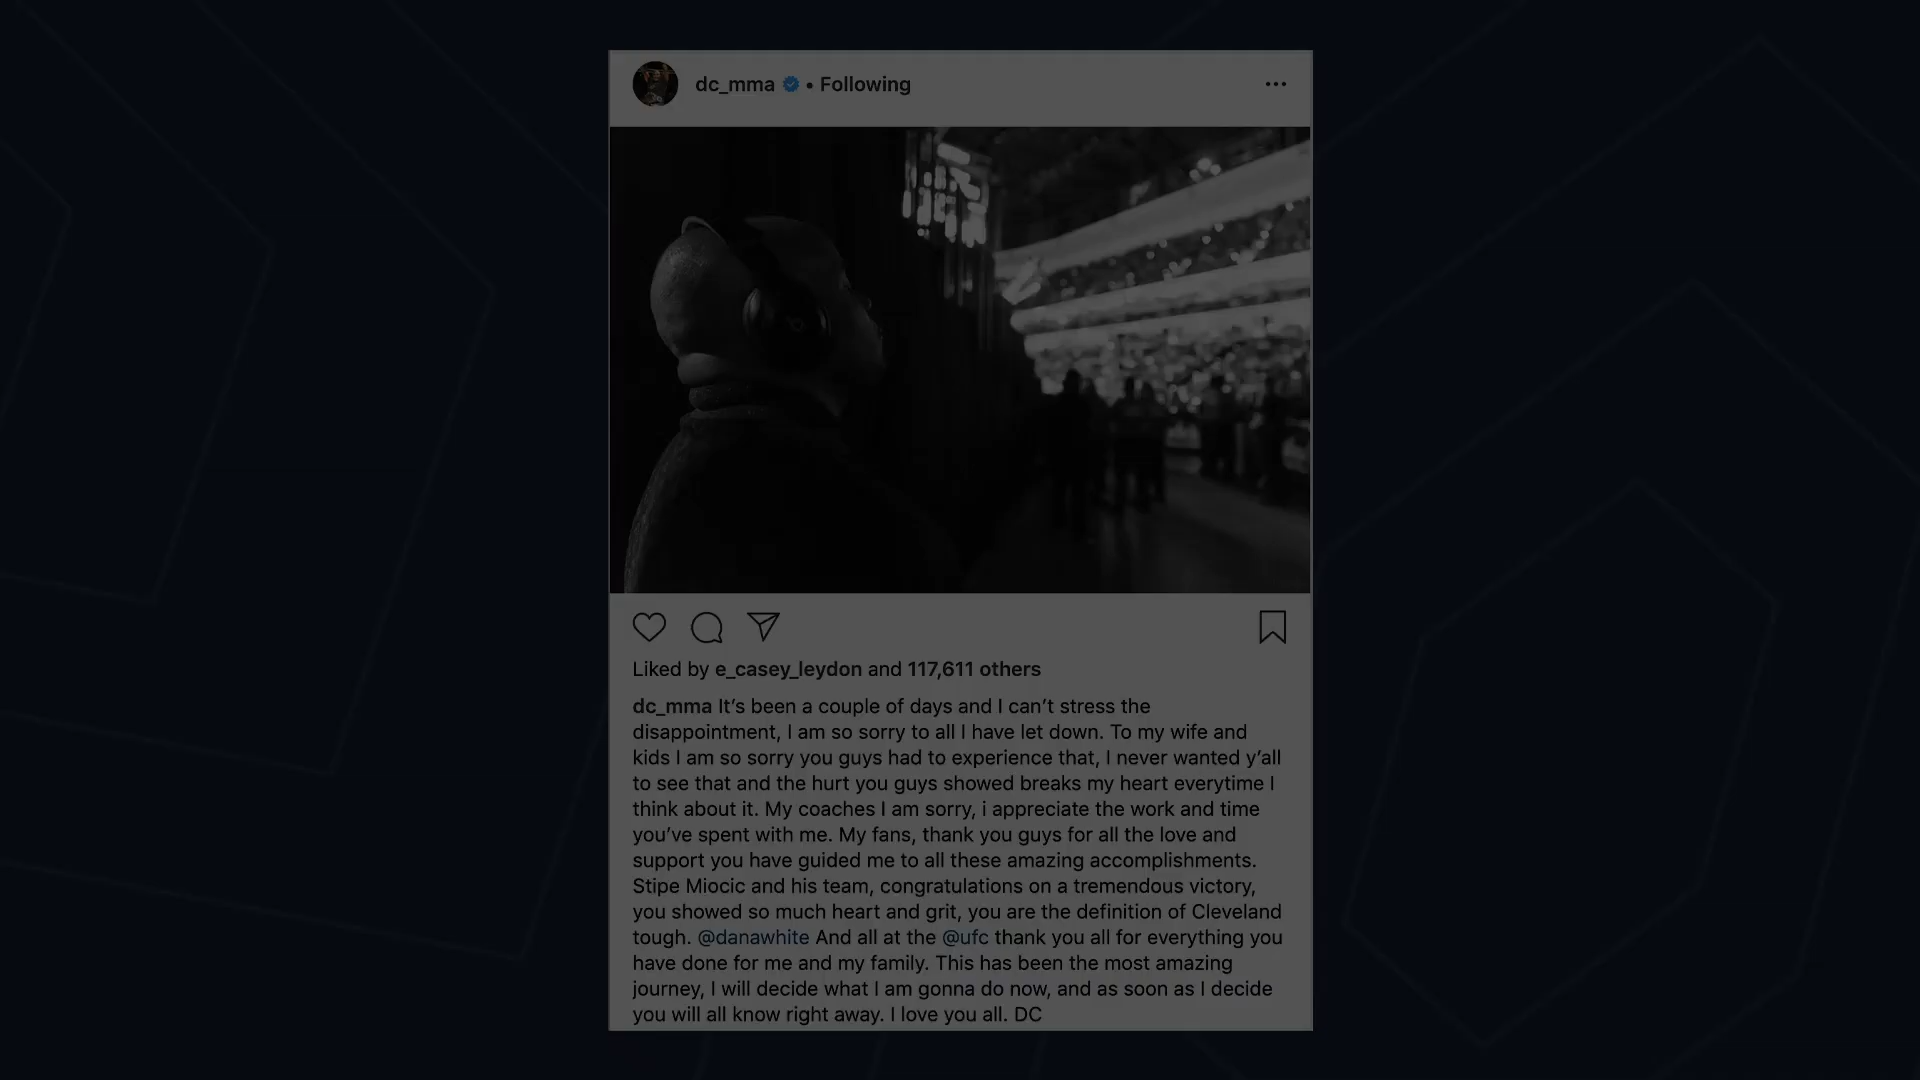 dc_mma • Following
Liked by e_casey_leydon and 117,611 others
dc_mma It’s been a couple of days and I can’t stress the
disappointment, I am so sorry to all I have let down. To my wife and
kids I am so sorry you guys had to experience that, I never wanted y’all
to see that and the hurt you guys showed breaks my heart everytime I
think about it. My coaches I am sorry, i appreciate the work and time
you’ve spent with me. My fans, thank you guys for all the love and
support you have guided me to all these amazing accomplishments.
Stipe Miocic and his team, congratulations on a tremendous victory,
you showed so much heart and grit, you are the definition of Cleveland
tough. @danawhite And all at the @ufc thank you all for everything you
have done for me and my family. This has been the most amazing
journey, I will decide what I am gonna do now, and as soon as I decide
you will all know right away. I love you all. DC